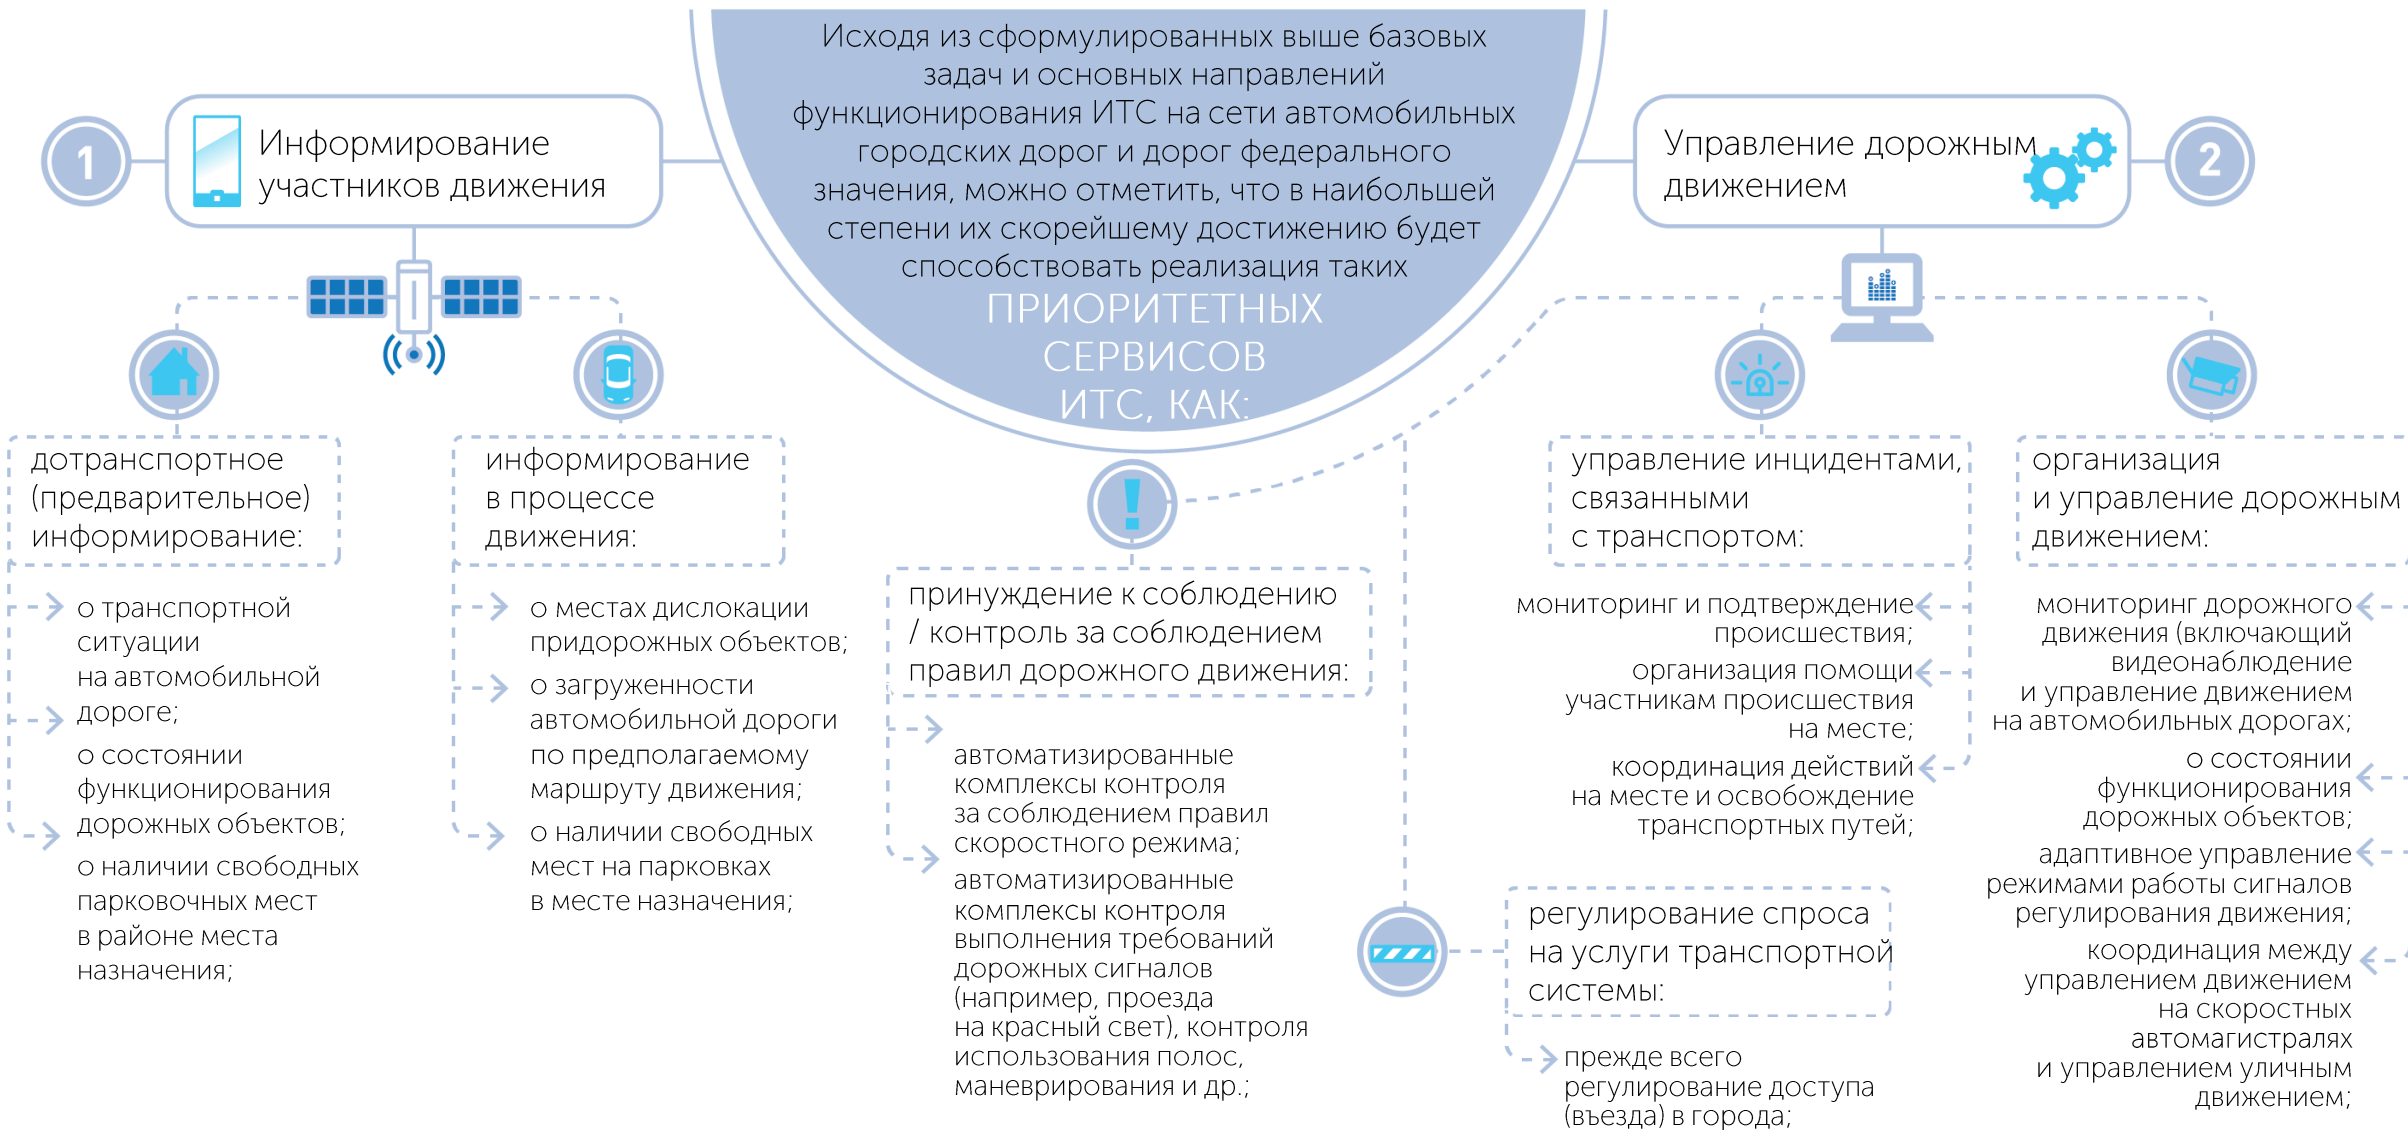 Исходя из сформулированных выше базовых
задач и основных направлений
функционирования ИТС на сети автомобильных
городских дорог и дорог федерального
значения, можно отметить, что в наибольшей
степени их скорейшему достижению будет
способствовать реализация таких
ПРИОРИТЕТНЫХ
СЕРВИСОВ
ИТС, КАК:
1
Информирование
участников движения
дотранспортное
(предварительное)
информирование:
о транспортной
ситуации
на автомобильной
дороге;
о состоянии
функционирования
дорожных объектов;
о наличии свободных
парковочных мест
в районе места
назначения;
информирование
в процессе
движения:
о местах дислокации
придорожных объектов;
о загруженности
автомобильной дороги
по предполагаемому
маршруту движения;
о наличии свободных
мест на парковках
в месте назначения;
Управление дорожным
движением
2
!
принуждение к соблюдению
/ контроль за соблюдением
правил дорожного движения:
автоматизированные
комплексы контроля
за соблюдением правил
скоростного режима;
автоматизированные
комплексы контроля
выполнения требований
дорожных сигналов
(например, проезда
на красный свет), контроля
использования полос,
маневрирования и др.;
управление инцидентами,
связанными
с транспортом:
мониторинг и подтверждение
происшествия;
организация помощи
участникам происшествия
на месте;
координация действий
на месте и освобождение
транспортных путей;
регулирование спроса
на услуги транспортной
системы:
прежде всего
регулирование доступа
(въезда) в города;
организация
и управление дорожным
движением:
мониторинг дорожного
движения (включающий
видеонаблюдение
и управление движением
на автомобильных дорогах;
о состоянии
функционирования
дорожных объектов;
адаптивное управление
режимами работы сигналов
регулирования движения;
координация между
управлением движением
на скоростных
автомагистралях
и управлением уличным
движением;